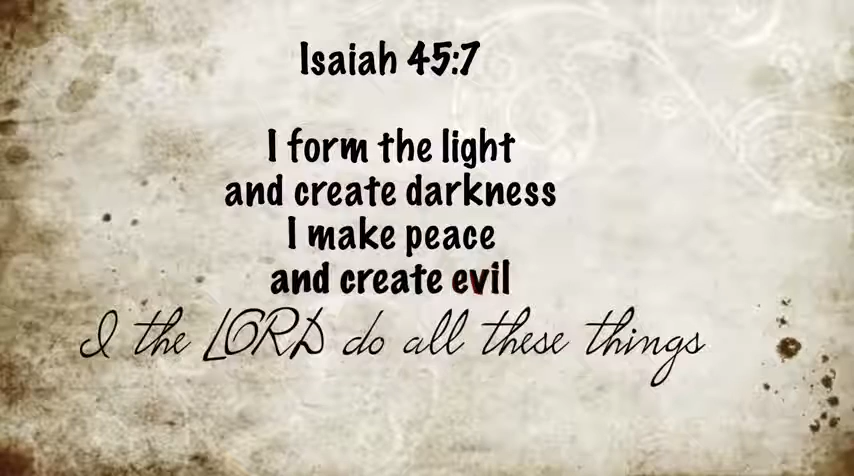 Isaiah 45:7
I form the light
and create darkness
I make peace
and create evil
I the LORD do all these things